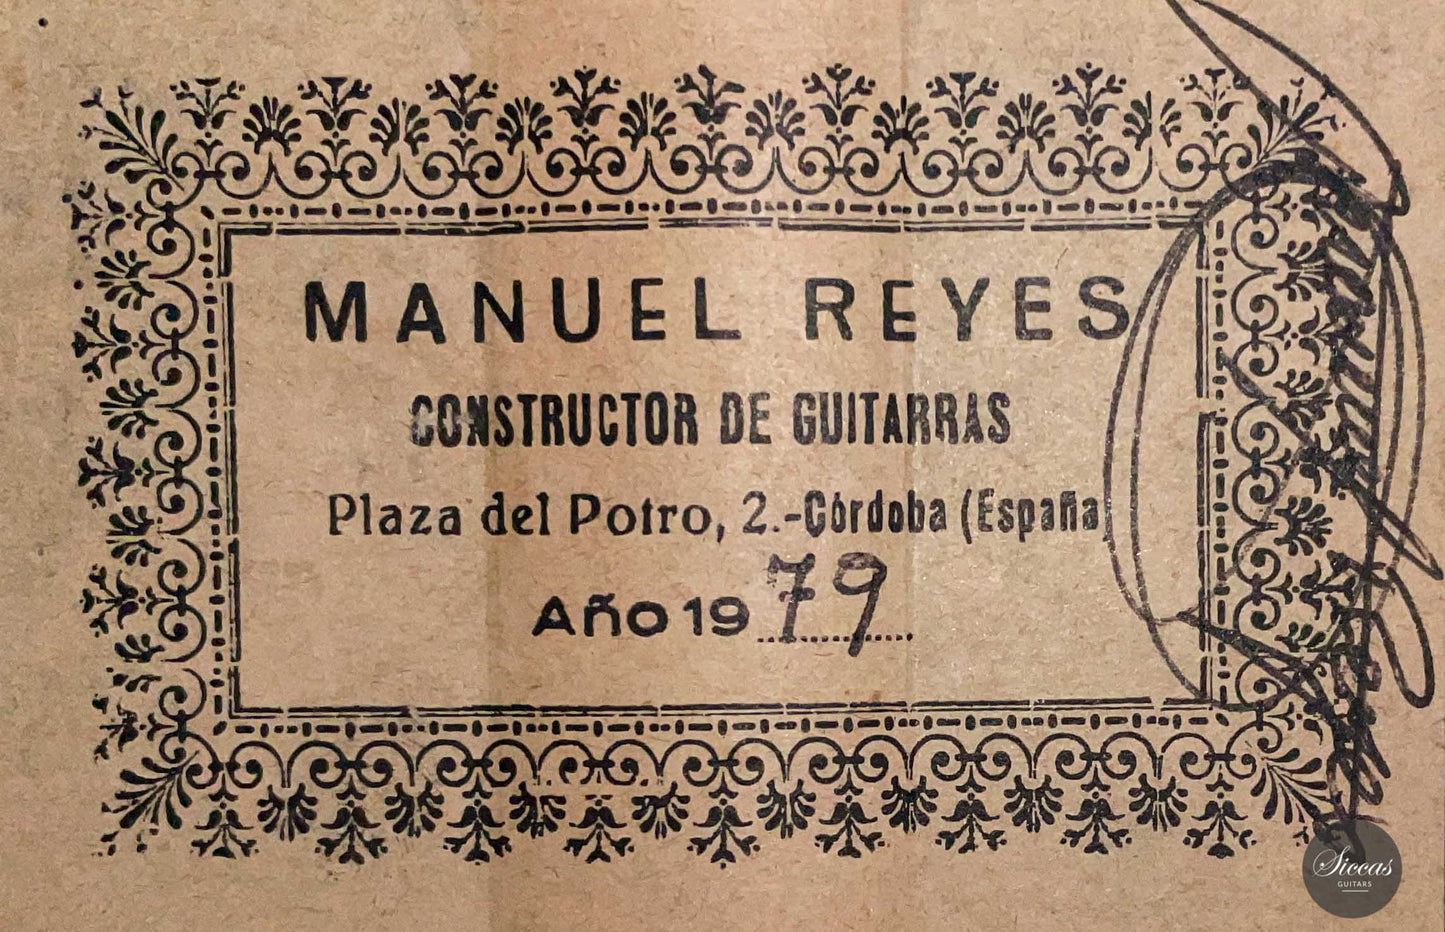 MANUEL REYES
CONSTRUCTOR DE GUITARRAS
Plaza del Potro, 2.-Córdoba (España)
Año 1979
Siccas
GUITARS